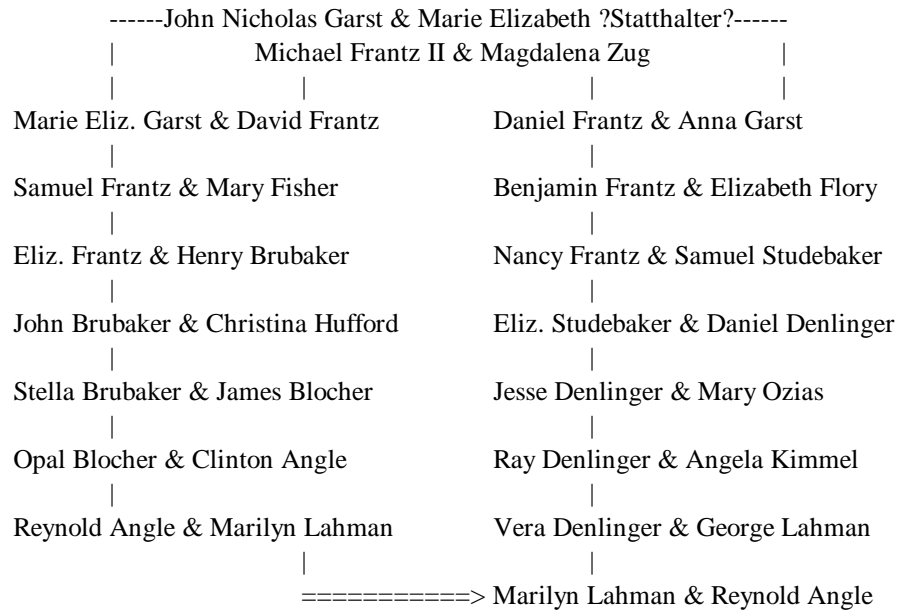 ------John Nicholas Garst & Marie Elizabeth ?Statthalter?------
| Michael Frantz II & Magdalena Zug |
| | | |
Marie Eliz. Garst & David Frantz Daniel Frantz & Anna Garst
| |
Samuel Frantz & Mary Fisher Benjamin Frantz & Elizabeth Flory
| |
Eliz. Frantz & Henry Brubaker Nancy Frantz & Samuel Studebaker
| |
John Brubaker & Christina Hufford Eliz. Studebaker & Daniel Denlinger
| |
Stella Brubaker & James Blocher Jesse Denlinger & Mary Ozias
| |
Opal Blocher & Clinton Angle Ray Denlinger & Angela Kimmel
| |
Reynold Angle & Marilyn Lahman Vera Denlinger & George Lahman
| |
===========> Marilyn Lahman & Reynold Angle